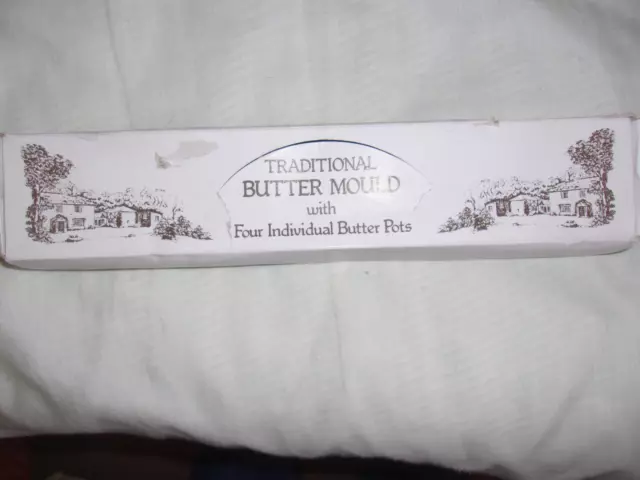 TRADITIONAL
BUTTER MOULD
with
Four Individual Butter Pots